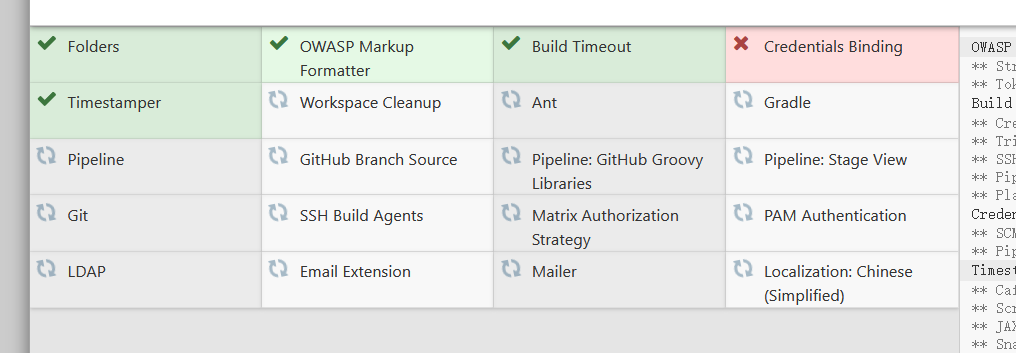 Folders
OWASP Markup
Formatter
Build Timeout
Credentials Binding
Timestamper
Workspace Cleanup
Ant
Gradle
Pipeline
GitHub Branch Source
Pipeline: GitHub Groovy
Libraries
Pipeline: Stage View
Git
SSH Build Agents
Matrix Authorization
Strategy
PAM Authentication
LDAP
Email Extension
Mailer
Localization: Chinese
(Simplified)
OWASP
** Str
** Tok
Build
** Cre
** Tri
** SSH
** Pip
** Pla
Creden
** SCM
** Pip
Timest
** Caf
** Scr
** JAX
** Sna